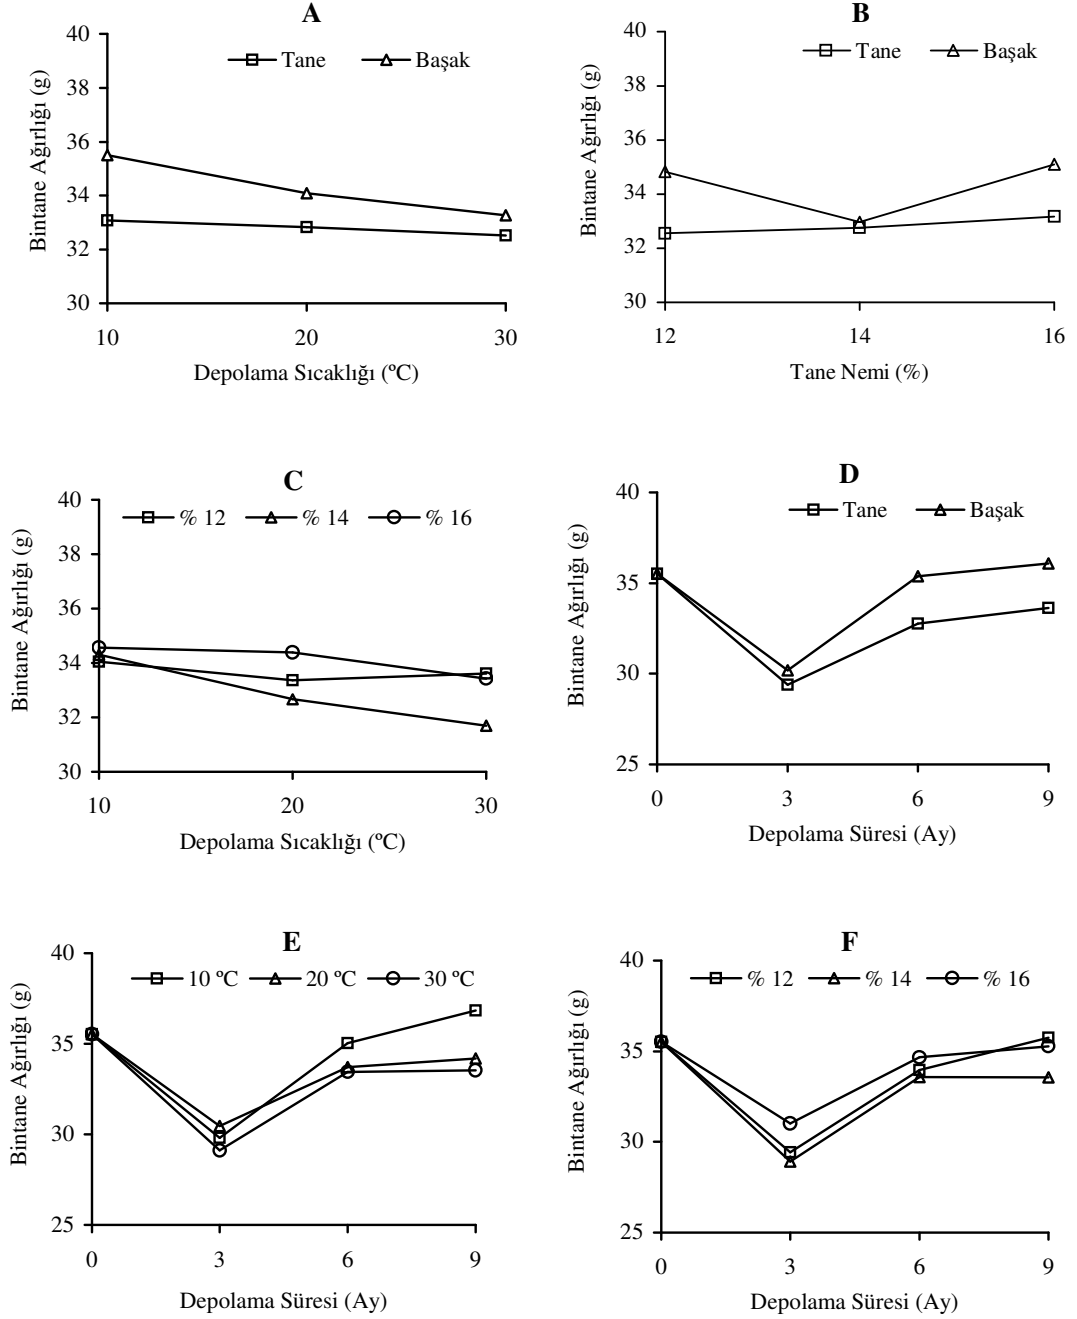 A
Bintane Ağırlığı (g)
40
38
36
34
32
30
Tane Başak
10 20 30
Depolama Sıcaklığı (ºC)
B
Bintane Ağırlığı (g)
40
38
36
34
32
30
Tane Başak
12 14 16
Tane Nemi (%)
C
Bintane Ağırlığı (g)
40
38
36
34
32
30
% 12 % 14 % 16
10 20 30
Depolama Sıcaklığı (ºC)
D
Bintane Ağırlığı (g)
40
35
30
25
Tane Başak
0 3 6 9
Depolama Süresi (Ay)
E
Bintane Ağırlığı (g)
40
35
30
25
10 ºC 20 ºC 30 ºC
0 3 6 9
Depolama Süresi (Ay)
F
Bintane Ağırlığı (g)
40
35
30
25
% 12 % 14 % 16
0 3 6 9
Depolama Süresi (Ay)